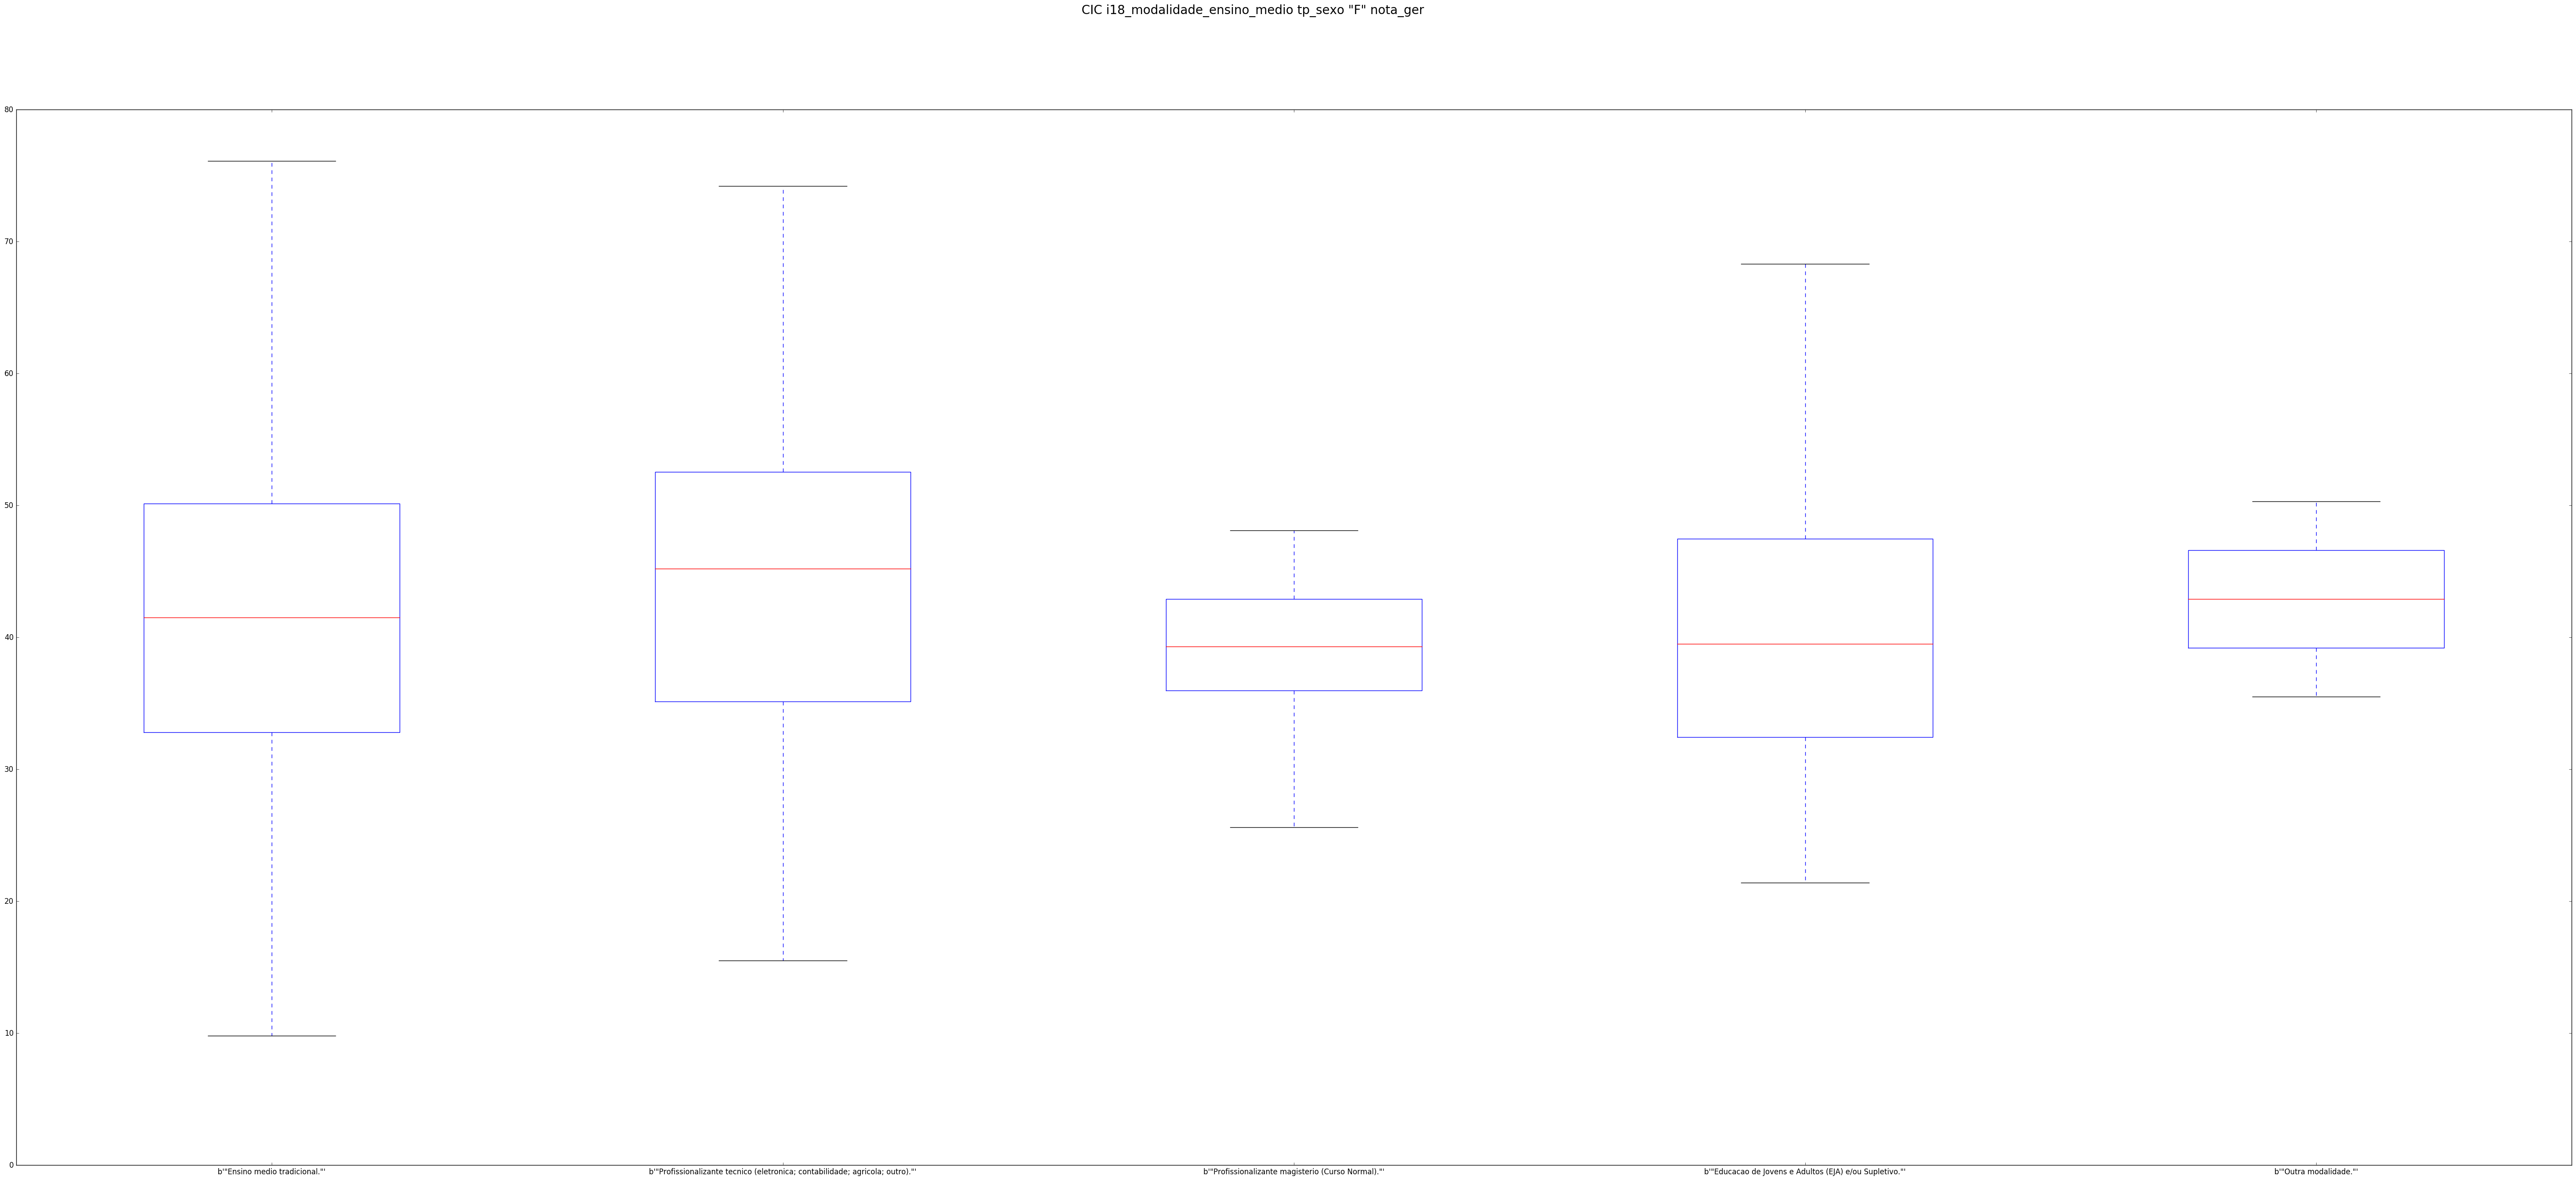 CIC i18_modalidade_ensino_medio tp_sexo "F" nota_ger
80
70
60
50
40
30
20
10
0
b'"Ensino medio tradicional."'
b'"Profissionalizante tecnico (eletronica; contabilidade; agricola; outro)."'
b'"Profissionalizante magisterio (Curso Normal)."'
b'"Educacao de Jovens e Adultos (EJA) e/ou Supletivo."'
b'"Outra modalidade."'